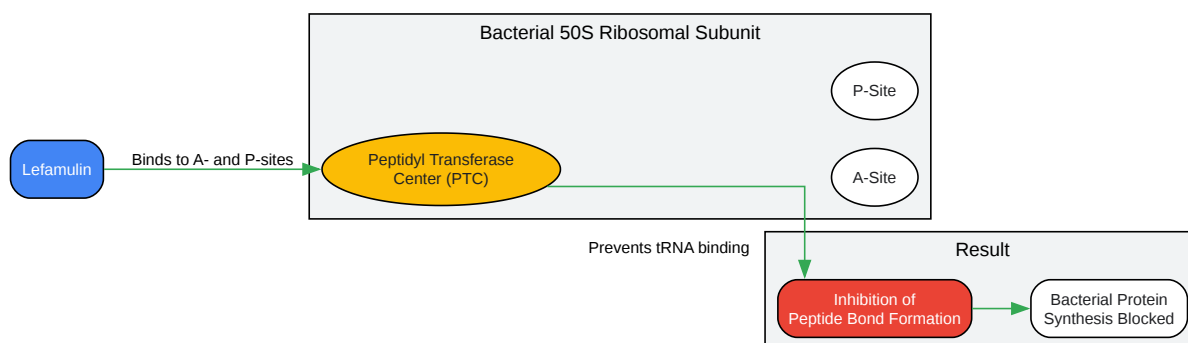 Bacterial 50S Ribosomal Subunit
P-Site
Lefamulin
Binds to A- and P-sites
Peptidyl Transferase
Center (PTC)
A-Site
Prevents tRNA binding
Result
Inhibition of
Peptide Bond Formation
Bacterial Protein
Synthesis Blocked